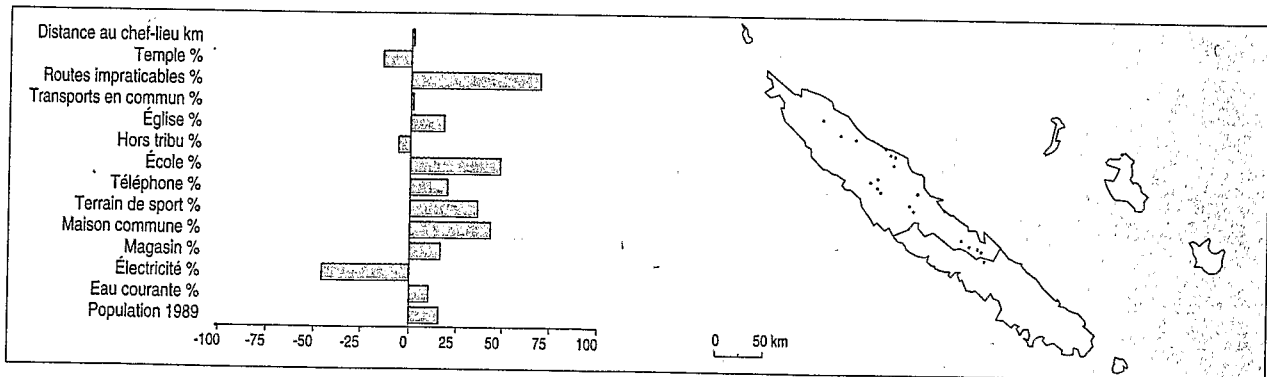 Distance au chef-lieu km
Temple %
Routes impraticables %
Transports en commun %
Église %
Hors tribu %
École %
Téléphone %
Terrain de sport %
Maison commune %
Magasin %
Électricité %
Eau courante %
Population 1989
-100 -75 -50 -25 0 25 50 75 100
0 50 km